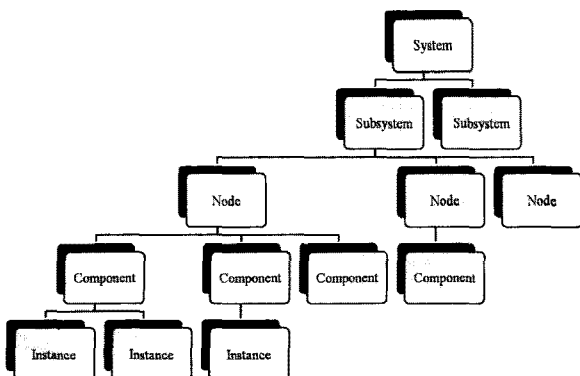 System
Subsystem
Subsystem
Node
Node
Node
Component
Component
Component
Component
Instance
Instance
Instance